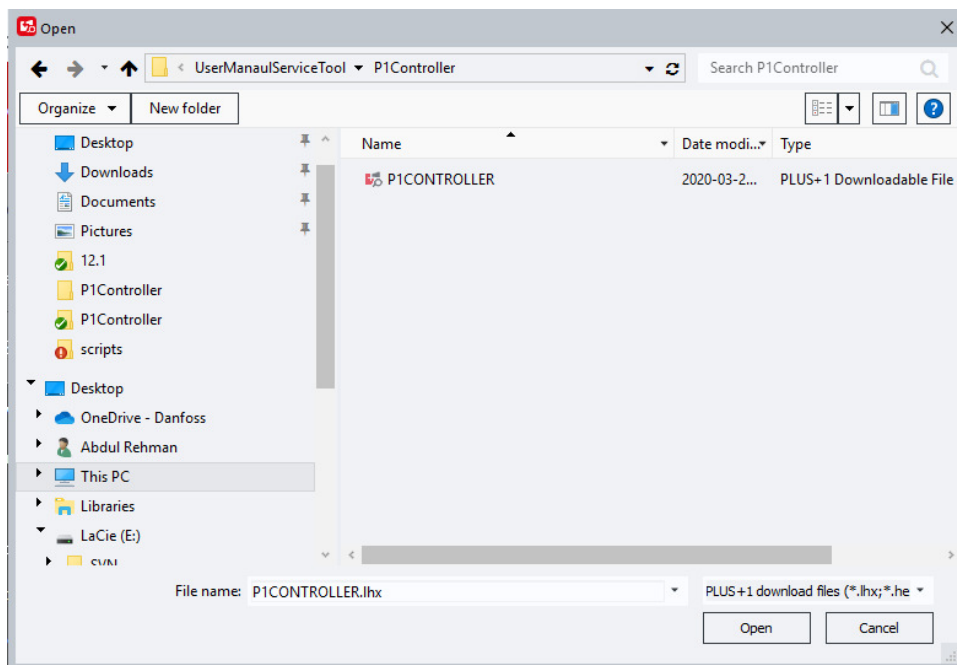 Open
UserManaulServiceTool P1Controller Search P1Controller
Organize New folder
Desktop
Downloads
Documents
Pictures
12.1
P1Controller
P1Controller
scripts
Desktop
OneDrive - Danfoss
Abdul Rehman
This PC
Libraries
LaCie (E:)
SVN
Name Date modi... Type
P1CONTROLLER 2020-03-2... PLUS+1 Downloadable File
File name: P1CONTROLLER.lhx PLUS+1 download files (*.lhx;*.he
Open Cancel